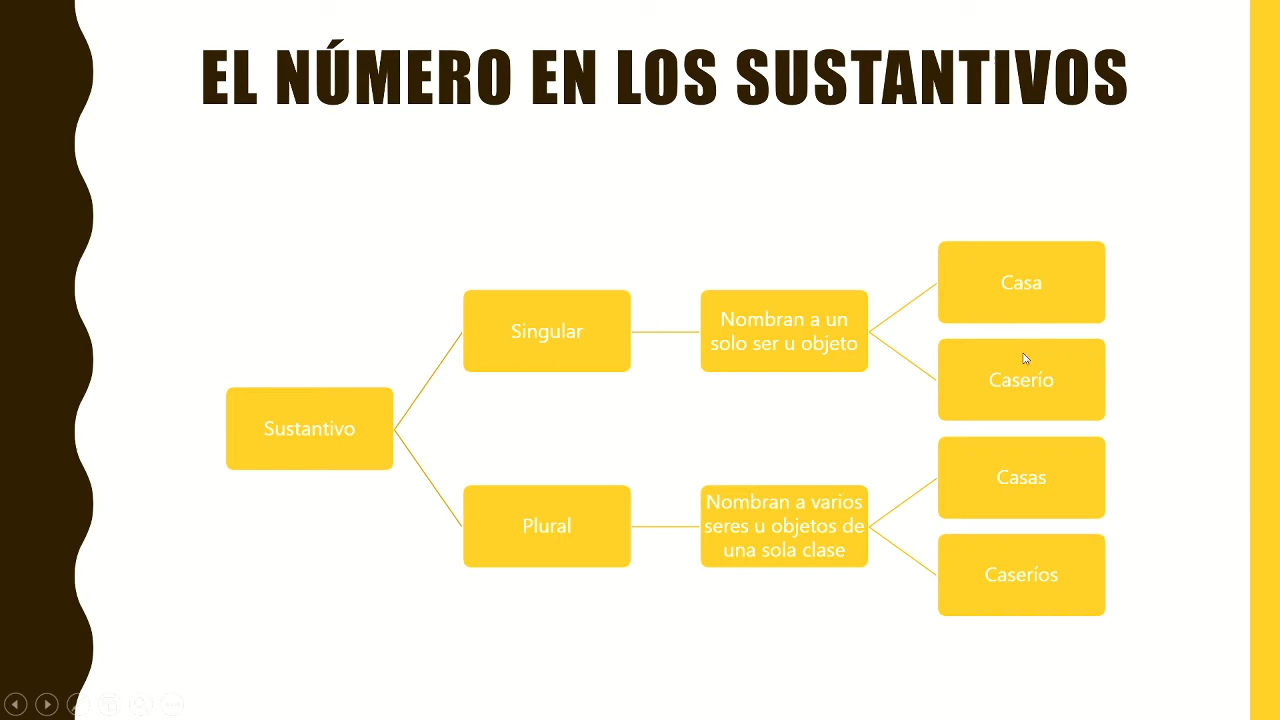 EL NÚMERO EN LOS SUSTANTIVOS
Sustantivo
Singular
Nombran a un
solo ser u objeto
Casa
Caserío
Plural
Nombran a varios
seres u objetos de
una sola clase
Casas
Caseríos